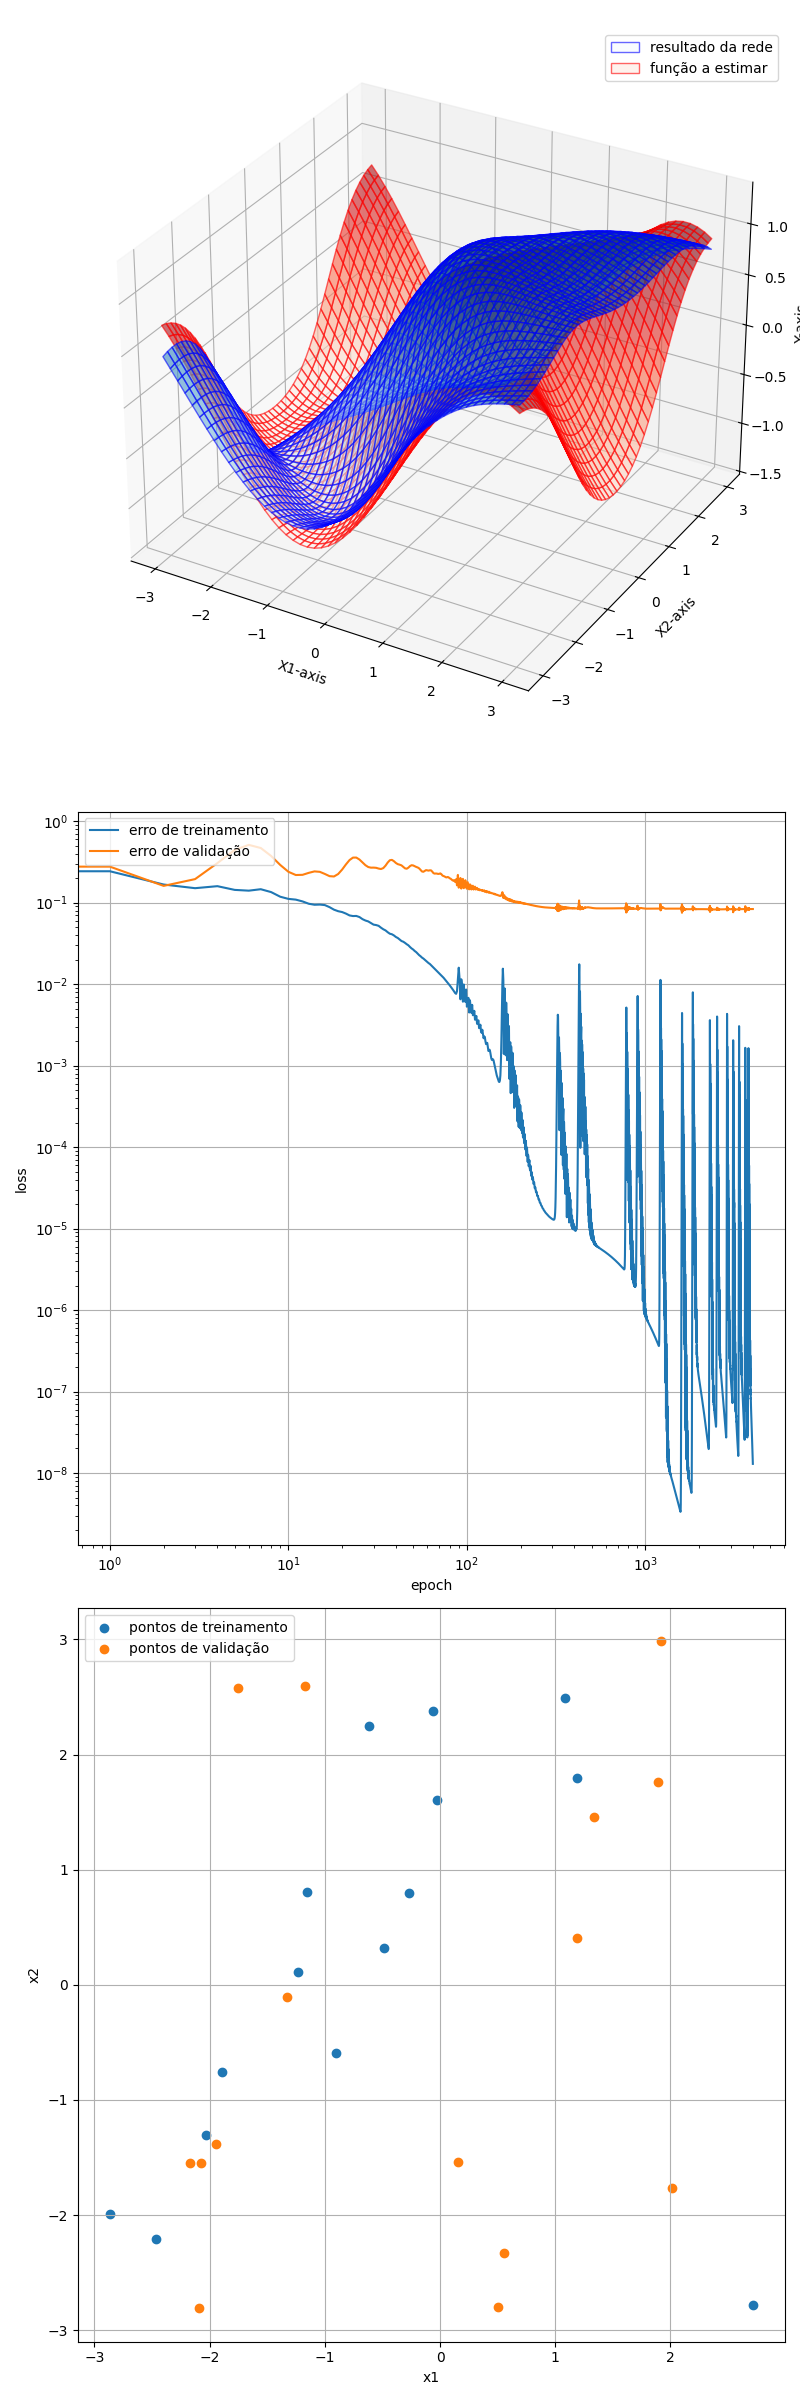 resultado da rede
função a estimar
1.0
0.5
0.0
−0.5
−1.0
−1.5
3
2
1
0
−1
−2
−3
X2-axis
−3
−2
−1
0
1
2
3
X1-axis
erro de treinamento
erro de validação
10⁰
10⁻¹
10⁻²
10⁻³
10⁻⁴
10⁻⁵
10⁻⁶
10⁻⁷
10⁻⁸
loss
10⁰ 10¹ 10² 10³
epoch
pontos de treinamento
pontos de validação
3
2
1
0
−1
−2
−3
x2
−3 −2 −1 0 1 2
x1